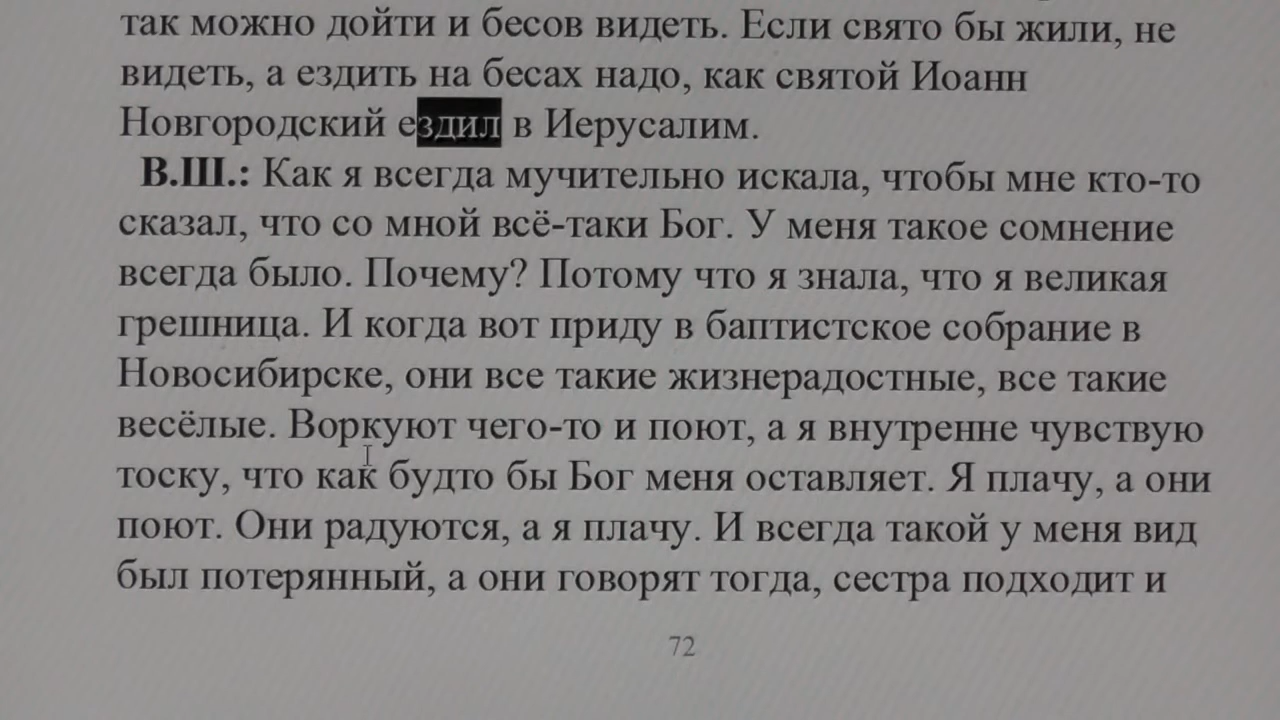 так можно дойти и бесов видеть. Если свято бы жили, не
видеть, а ездить на бесах надо, как святой Иоанн
Новгородский ездил в Иерусалим.
В.Ш.: Как я всегда мучительно искала, чтобы мне кто-то
сказал, что со мной всё-таки Бог. У меня такое сомнение
всегда было. Почему? Потому что я знала, что я великая
грешница. И когда вот приду в баптистское собрание в
Новосибирске, они все такие жизнерадостные, все такие
весёлые. Воркуют чего-то и поют, а я внутренне чувствую
тоску, что как будто бы Бог меня оставляет. Я плачу, а они
поют. Они радуются, а я плачу. И всегда такой у меня вид
был потерянный, а они говорят тогда, сестра подходит и
72